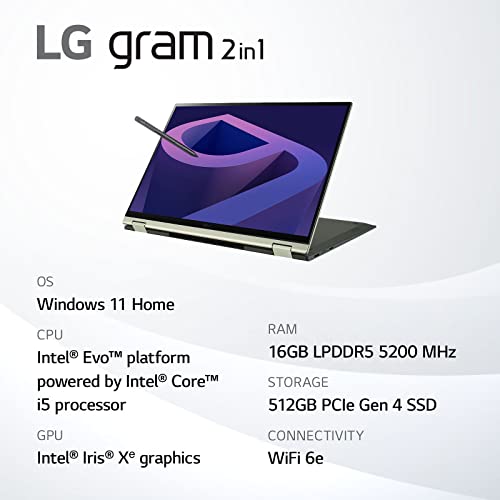 LG gram 2in1
OS
Windows 11 Home
CPU
Intel® Evo™ platform
powered by Intel® Core™
i5 processor
GPU
Intel® Iris® Xᵉ graphics
RAM
16GB LPDDR5 5200 MHz
STORAGE
512GB PCIe Gen 4 SSD
CONNECTIVITY
WiFi 6e